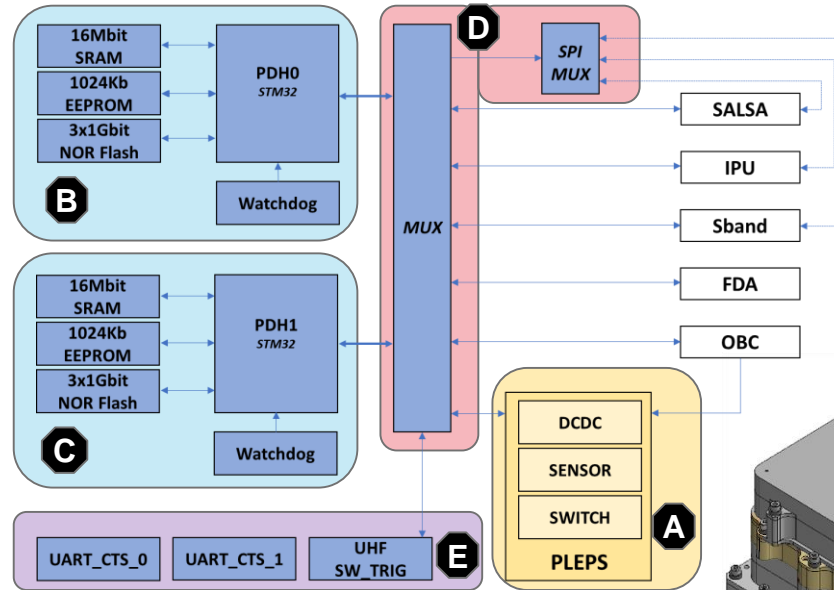 16Mbit
SRAM
1024Kb
EEPROM
3x1Gbit
NOR Flash
PDH0
STM32
Watchdog
B
D
MUX
SPI
MUX
SALSA
IPU
Sband
FDA
OBC
16Mbit
SRAM
1024Kb
EEPROM
3x1Gbit
NOR Flash
PDH1
STM32
Watchdog
C
DCDC
SENSOR
SWITCH
PLEPS
A
UART_CTS_0
UART_CTS_1
UHF
SW_TRIG
E